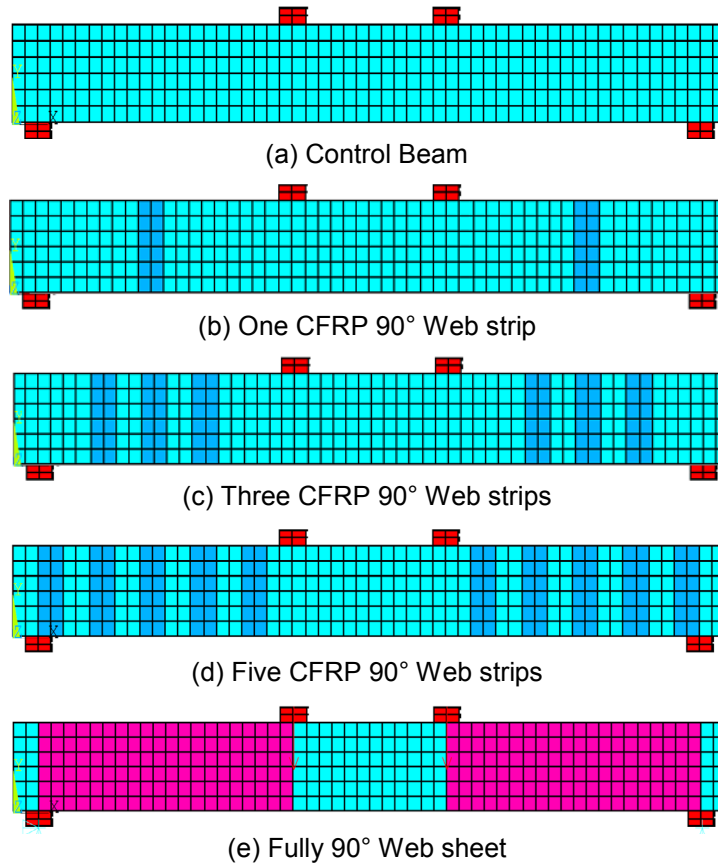 Y
Z X
(a) Control Beam
Y
Z
(b) One CFRP 90° Web strip
Y
Z
(c) Three CFRP 90° Web strips
Y
Z X
(d) Five CFRP 90° Web strips
Y
Z X
(e) Fully 90° Web sheet